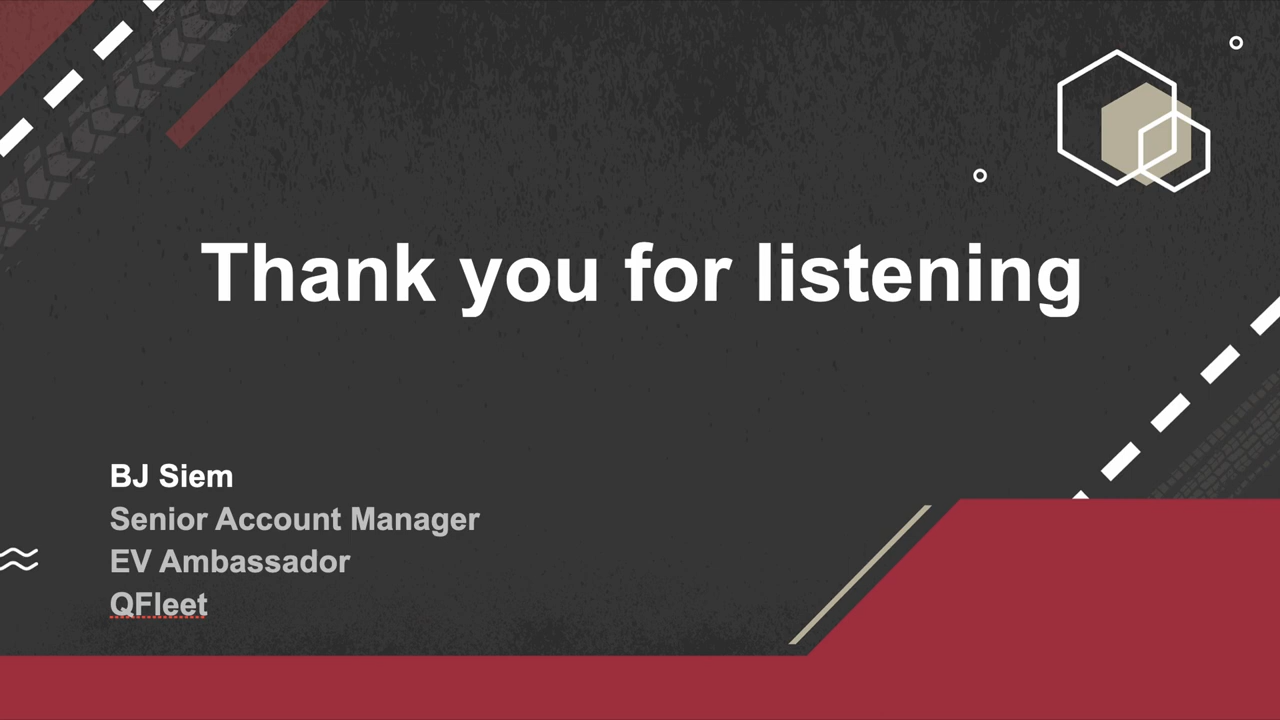 Thank you for listening
BJ Siem
Senior Account Manager
EV Ambassador
QFleet